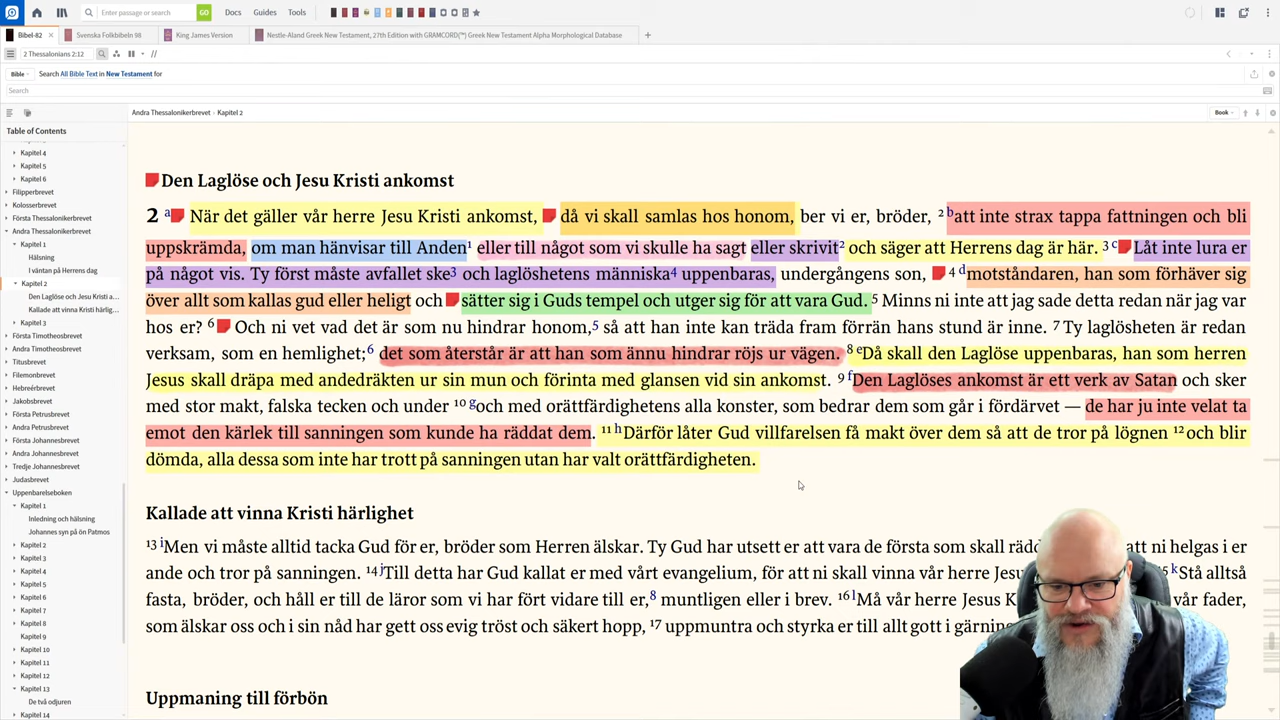 Enter passage or search
GO
Docs
Guides
Tools
Bibel-82
Svenska Folkbibeln 98
King James Version
Nestle-Aland Greek New Testament, 27th Edition with GRAMCORD(™) Greek New Testament Alpha Morphological Database
2 Thessalonians 2:12
Bible
Search All Bible Text in New Testament for
Search
Andra Thessalonikerbrevet › Kapitel 2
Book
Table of Contents
Kapitel 4
Kapitel 5
Kapitel 6
Filipperbrevet
Kolosserbrevet
Första Thessalonikerbrevet
Andra Thessalonikerbrevet
Kapitel 1
Hälsning
I väntan på Herrens dag
Kapitel 2
Den Laglöse och Jesu Kristi a...
Kallade att vinna Kristi härlig...
Kapitel 3
Första Timotheosbrevet
Andra Timotheosbrevet
Titusbrevet
Filemonbrevet
Hebreérbrevet
Jakobsbrevet
Första Petrusbrevet
Andra Petrusbrevet
Första Johannesbrevet
Andra Johannesbrevet
Tredje Johannesbrevet
Judasbrevet
Uppenbarelseboken
Kapitel 1
Inledning och hälsning
Johannes syn på ön Patmos
Kapitel 2
Kapitel 3
Kapitel 4
Kapitel 5
Kapitel 6
Kapitel 7
Kapitel 8
Kapitel 9
Kapitel 10
Kapitel 11
Kapitel 12
Kapitel 13
De två odjuren
Kapitel 14
Den Laglöse och Jesu Kristi ankomst
2 a När det gäller vår herre Jesu Kristi ankomst, då vi skall samlas hos honom, ber vi er, bröder, 2 b att inte strax tappa fattningen och bli
uppskrämda, om man hänvisar till Anden1 eller till något som vi skulle ha sagt eller skrivit2 och säger att Herrens dag är här. 3 c Låt inte lura er
på något vis. Ty först måste avfallet ske3 och laglöshetens människa4 uppenbaras, undergångens son, 4 d motståndaren, han som förhäver sig
över allt som kallas gud eller heligt och sätter sig i Guds tempel och utger sig för att vara Gud. 5 Minns ni inte att jag sade detta redan när jag var
hos er? 6 Och ni vet vad det är som nu hindrar honom,5 så att han inte kan träda fram förrän hans stund är inne. 7 Ty laglösheten är redan
verksam, som en hemlighet;6 det som återstår är att han som ännu hindrar röjs ur vägen. 8 e Då skall den Laglöse uppenbaras, han som herren
Jesus skall dräpa med andedräkten ur sin mun och förinta med glansen vid sin ankomst. 9 f Den Laglöses ankomst är ett verk av Satan och sker
med stor makt, falska tecken och under 10 g och med orättfärdighetens alla konster, som bedrar dem som går i fördärvet — de har ju inte velat ta
emot den kärlek till sanningen som kunde ha räddat dem. 11 h Därför låter Gud villfarelsen få makt över dem så att de tror på lögnen 12 och blir
dömda, alla dessa som inte har trott på sanningen utan har valt orättfärdigheten.
Kallade att vinna Kristi härlighet
13 i Men vi måste alltid tacka Gud för er, bröder som Herren älskar. Ty Gud har utsett er att vara de första som skall rädd att ni helgas i er
ande och tror på sanningen. 14 j Till detta har Gud kallat er med vårt evangelium, för att ni skall vinna vår herre Jesu 15 k Stå alltså
fasta, bröder, och håll er till de läror som vi har fört vidare till er,8 muntligen eller i brev. 16 l Må vår herre Jesus K vår fader,
som älskar oss och i sin nåd har gett oss evig tröst och säkert hopp, 17 uppmuntra och styrka er till allt gott i gärning
Uppmaning till förbön